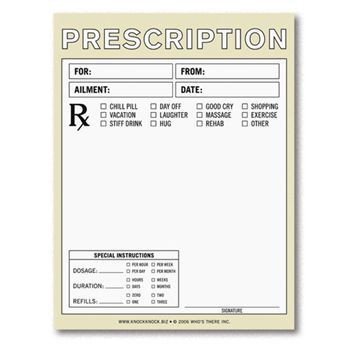 PRESCRIPTION
FOR: FROM:
AILMENT: DATE:
Rx
CHILL PILL DAY OFF GOOD CRY SHOPPING
VACATION LAUGHTER MASSAGE EXERCISE
STIFF DRINK HUG REHAB OTHER
SPECIAL INSTRUCTIONS
DOSAGE: PER HOUR PER WEEK
PER DAY PER MONTH
DURATION: HOURS WEEKS
DAYS MONTHS
REFILLS: ZERO TWO
ONE THREE
SIGNATURE
WWW.KNOCKKNOCK.BIZ • © 2006 WHO'S THERE INC.